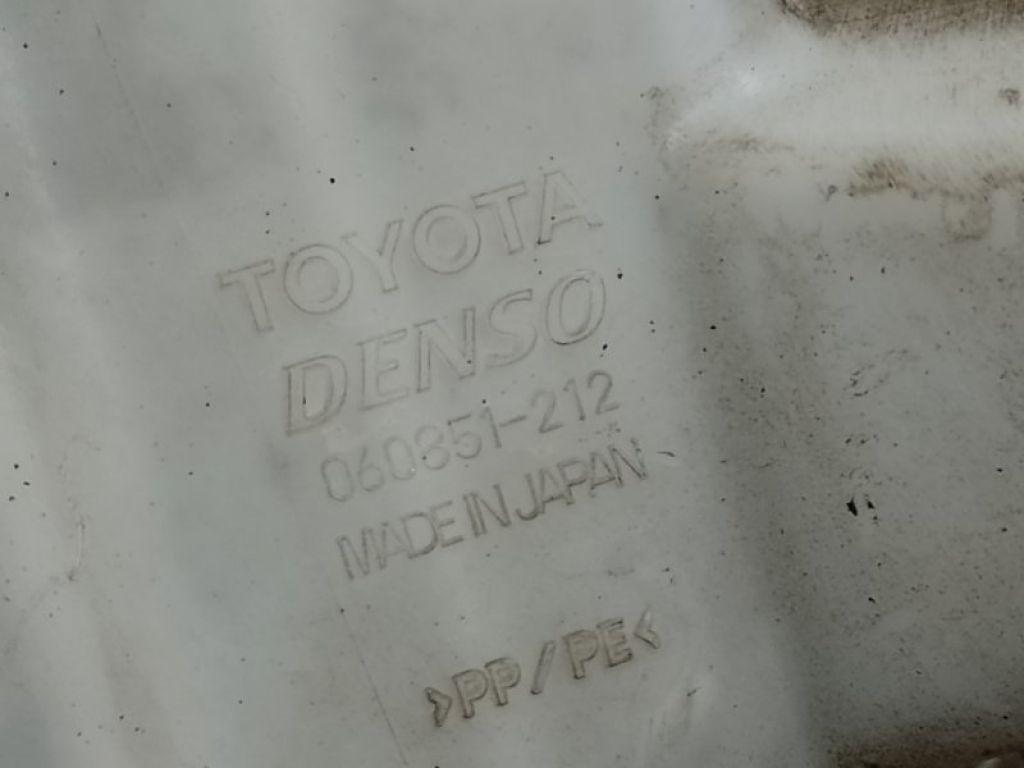 TOYOTA
DENSO
060851-212
MADE IN JAPAN
>PP/PE<